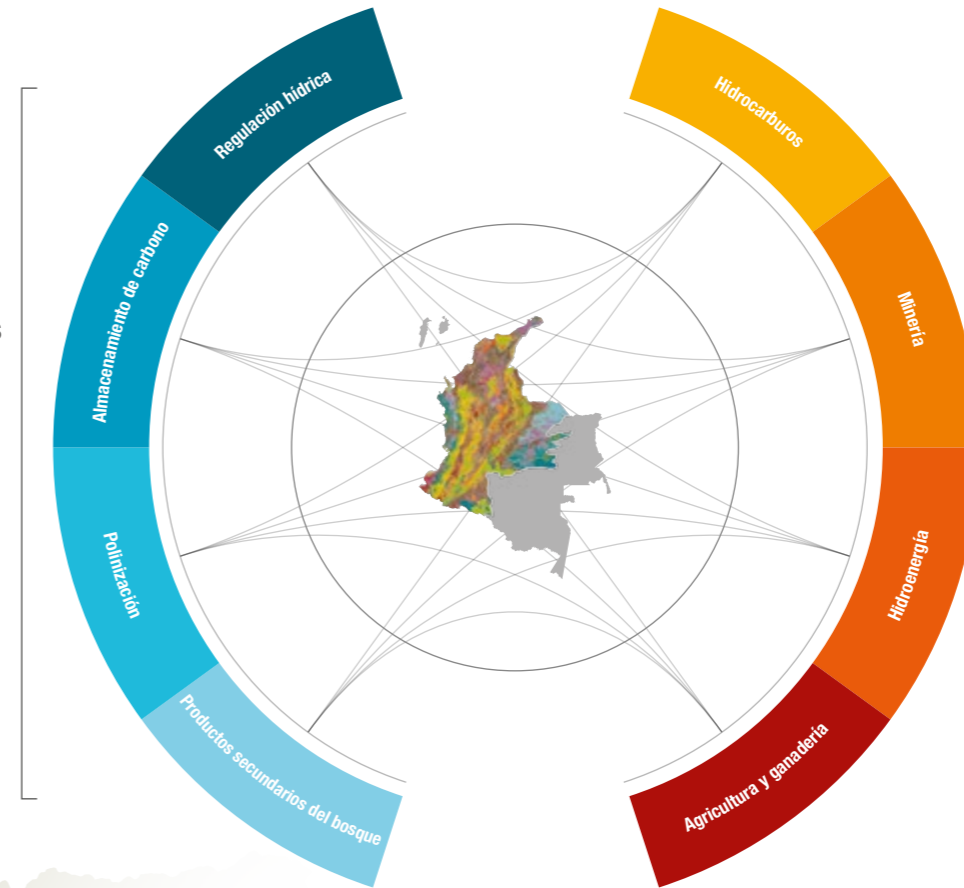 Regulación hídrica
Almacenamiento de carbono
Polinización
Productos secundarios del bosque
Hidrocarburos
Minería
Hidroenergía
Agricultura y ganadería